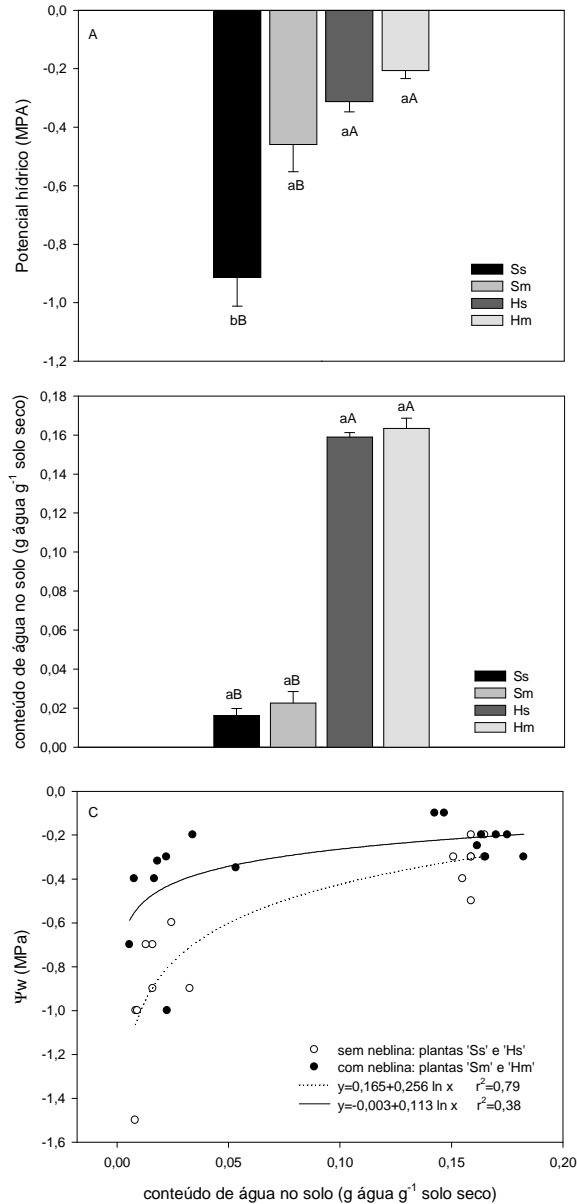 A
0,0
-0,2
-0,4
-0,6
-0,8
-1,0
-1,2
Potencial hídrico (MPA)
bB
aB
aA
aA
Ss
Sm
Hs
Hm
0,18
0,16
0,14
0,12
0,10
0,08
0,06
0,04
0,02
0,00
conteúdo de água no solo (g água g⁻¹ solo seco)
aB
aB
aA
aA
Ss
Sm
Hs
Hm
C
0,0
-0,2
-0,4
-0,6
-0,8
-1,0
-1,2
-1,4
-1,6
Ψw (MPa)
sem neblina: plantas 'Ss' e 'Hs'
com neblina: plantas 'Sm' e 'Hm'
y=0,165+0,256 ln x r²=0,79
y=-0,003+0,113 ln x r²=0,38
0,00 0,05 0,10 0,15 0,20
conteúdo de água no solo (g água g⁻¹ solo seco)